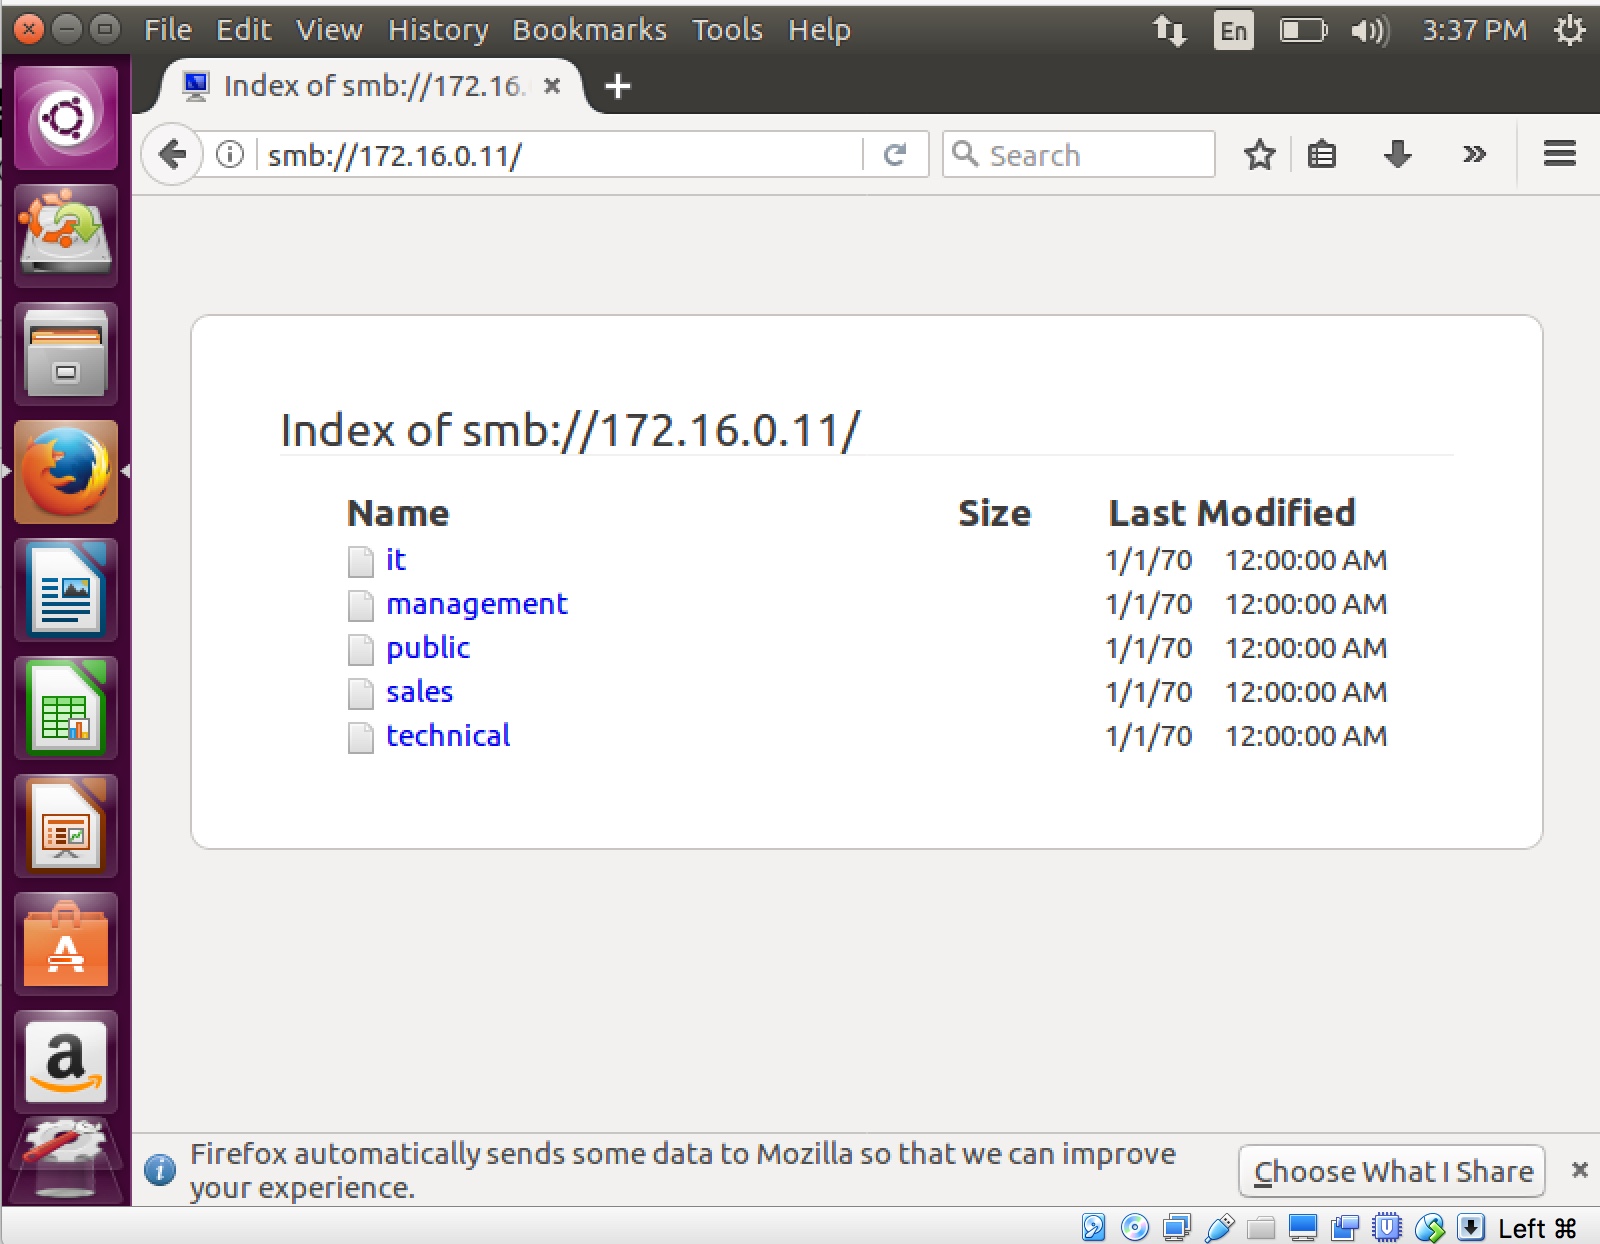 File Edit View History Bookmarks Tools Help En 3:37 PM
Index of smb://172.16.
smb://172.16.0.11/ Search
Index of smb://172.16.0.11/
Name Size Last Modified
it 1/1/70 12:00:00 AM
management 1/1/70 12:00:00 AM
public 1/1/70 12:00:00 AM
sales 1/1/70 12:00:00 AM
technical 1/1/70 12:00:00 AM
Firefox automatically sends some data to Mozilla so that we can improve
your experience.
Choose What I Share
Left ⌘